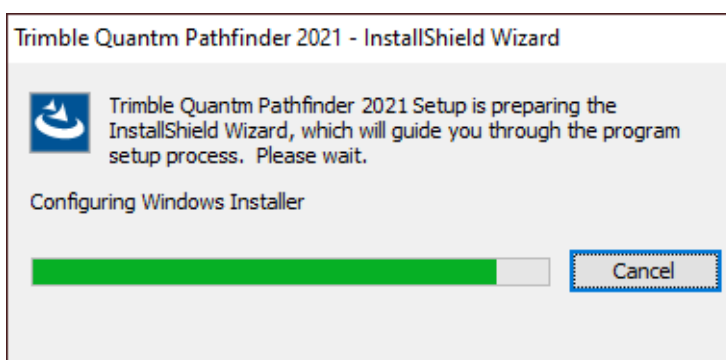 Trimble Quantm Pathfinder 2021 - InstallShield Wizard
Trimble Quantm Pathfinder 2021 Setup is preparing the
InstallShield Wizard, which will guide you through the program
setup process. Please wait.
Configuring Windows Installer
Cancel